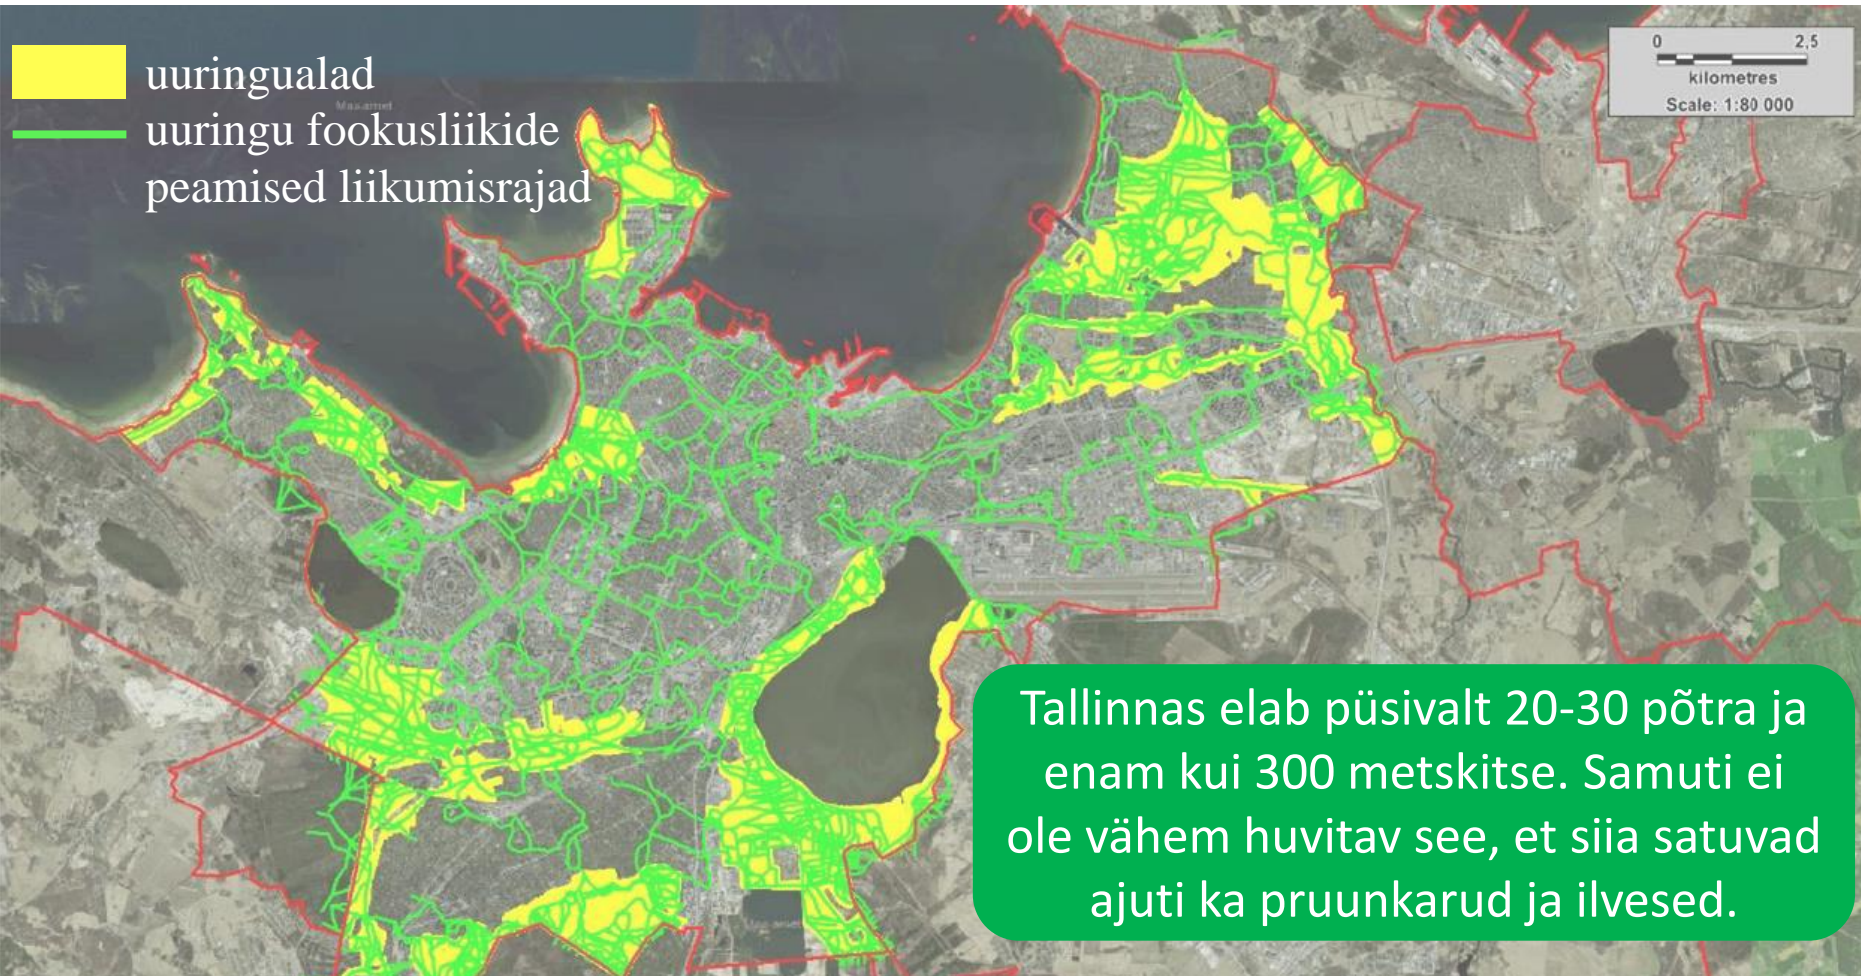 uuringualad
uuringu fookusliikide
peamised liikumisrajad
Maa-amet
0 2,5
kilometres
Scale: 1:80 000
Tallinnas elab püsivalt 20-30 põtra ja
enam kui 300 metskitse. Samuti ei
ole vähem huvitav see, et siia satuvad
ajuti ka pruunkarud ja ilvesed.